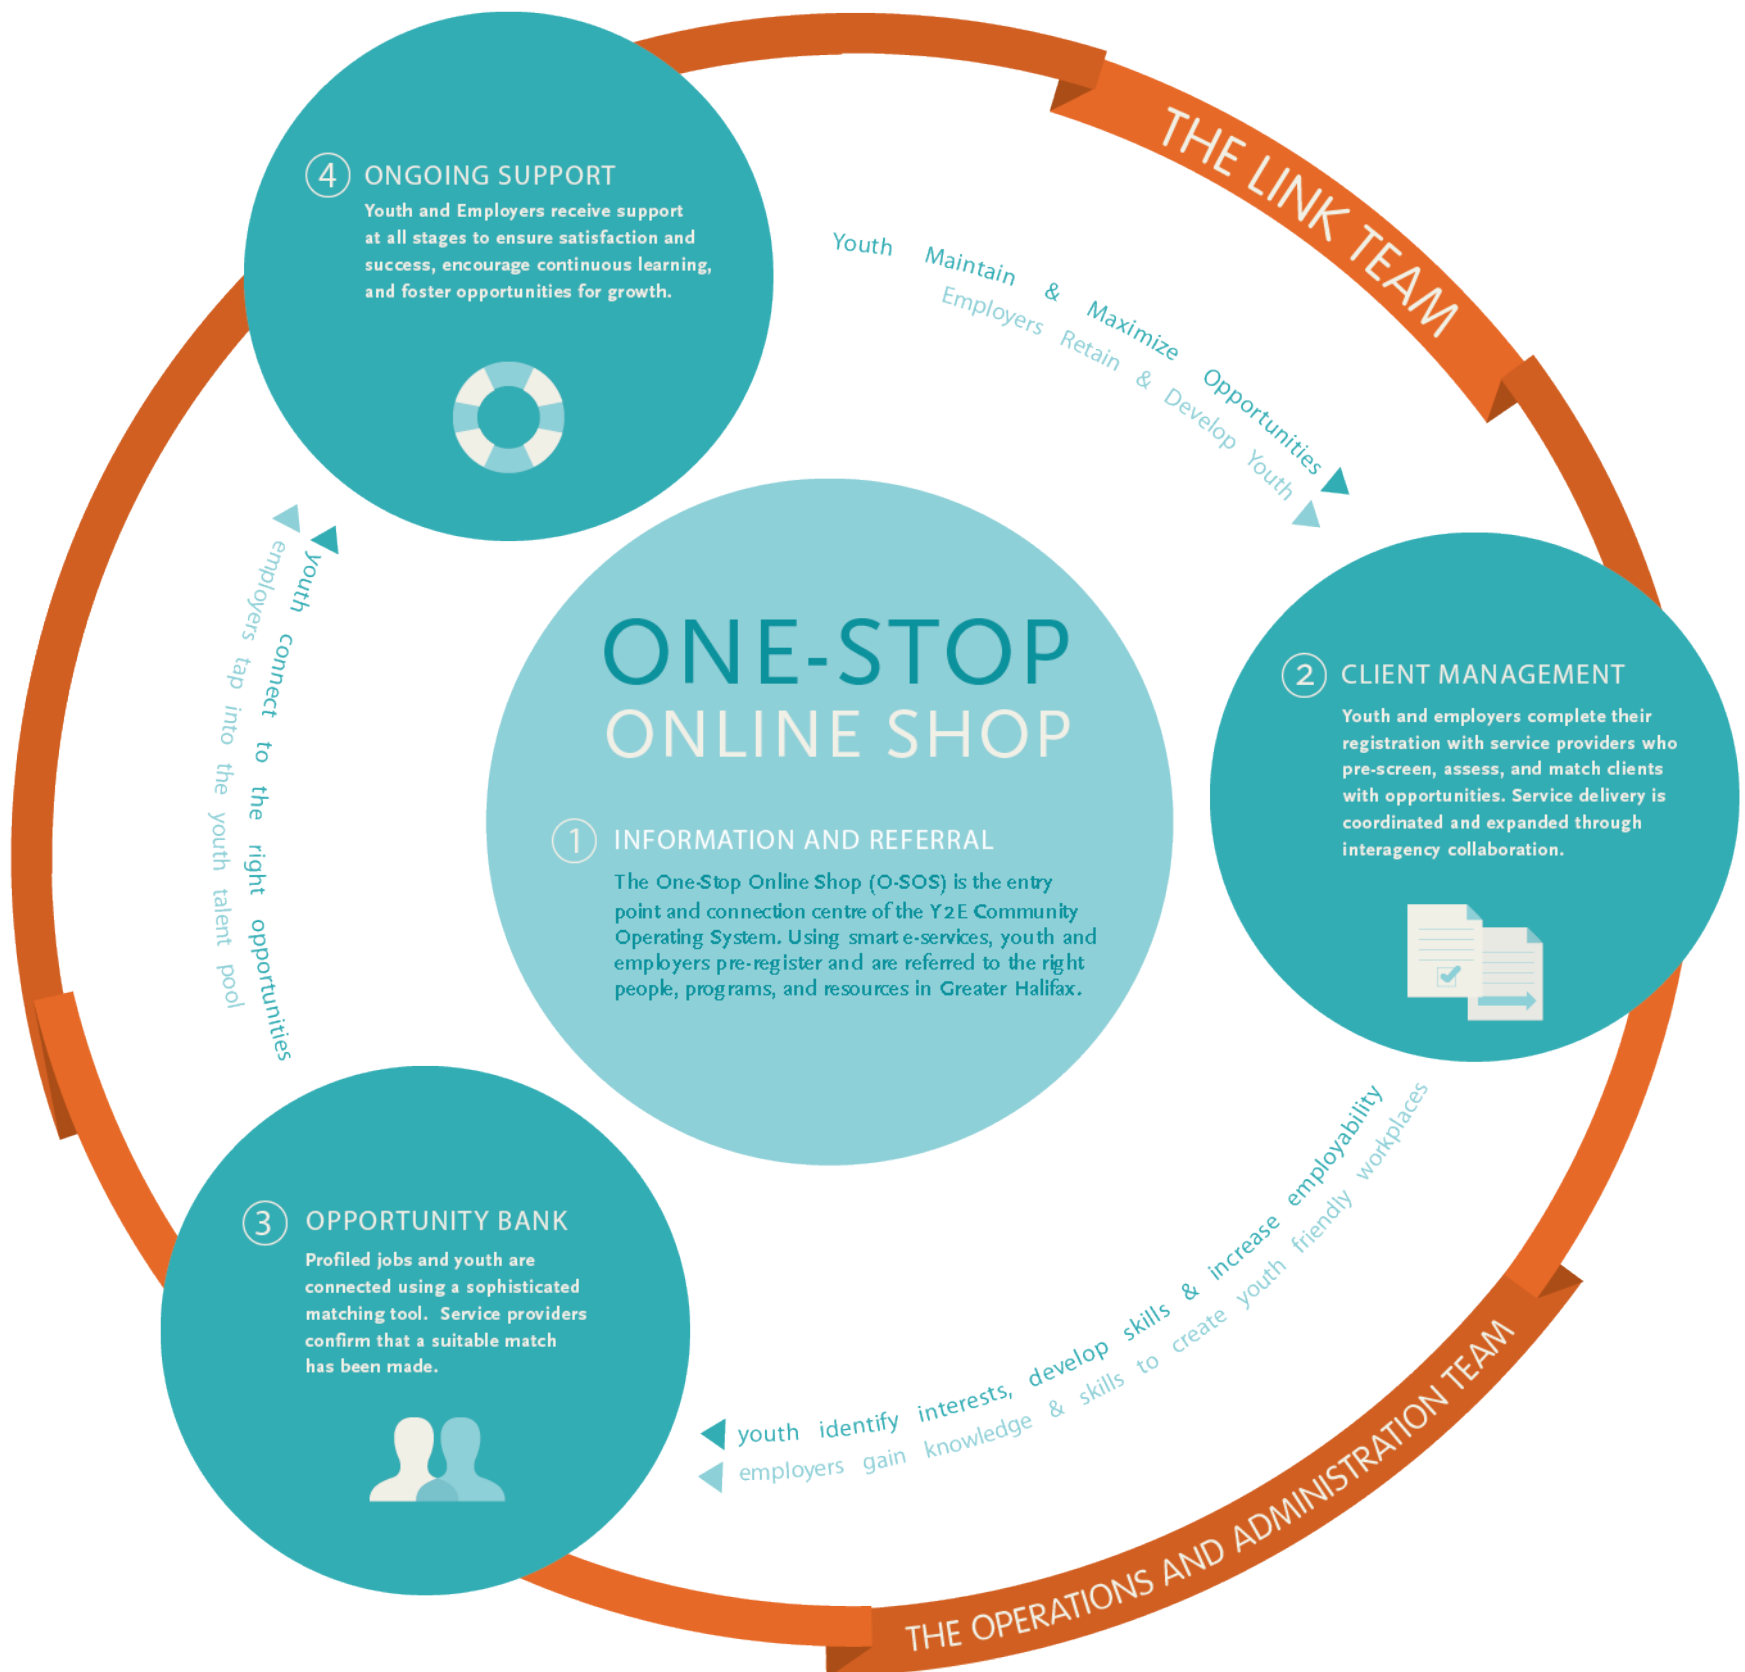 THE LINK TEAM
4 ONGOING SUPPORT
Youth and Employers receive support
at all stages to ensure satisfaction and
success, encourage continuous learning,
and foster opportunities for growth.
Youth Maintain & Maximize Opportunities
Employers Retain & Develop Youth
ONE-STOP
ONLINE SHOP
1 INFORMATION AND REFERRAL
The One-Stop Online Shop (O-SOS) is the entry
point and connection centre of the Y2E Community
Operating System. Using smart e-services, youth and
employers pre-register and are referred to the right
people, programs, and resources in Greater Halifax.
2 CLIENT MANAGEMENT
Youth and employers complete their
registration with service providers who
pre-screen, assess, and match clients
with opportunities. Service delivery is
coordinated and expanded through
interagency collaboration.
youth identify interests, develop skills & increase employability
employers gain knowledge & skills to create youth friendly workplaces
3 OPPORTUNITY BANK
Profiled jobs and youth are
connected using a sophisticated
matching tool. Service providers
confirm that a suitable match
has been made.
youth connect to the right opportunities
employers tap into the youth talent pool
THE OPERATIONS AND ADMINISTRATION TEAM